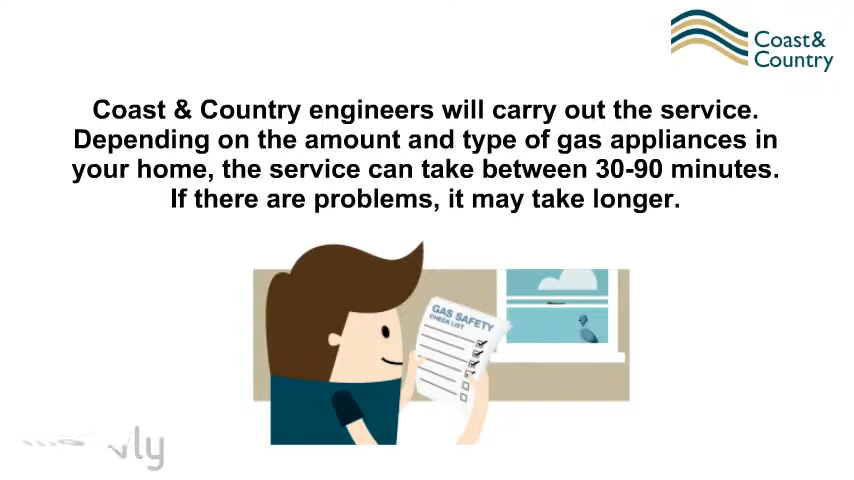 Coast&
Country
Coast & Country engineers will carry out the service.
Depending on the amount and type of gas appliances in
your home, the service can take between 30-90 minutes.
If there are problems, it may take longer.
GAS SAFETY
CHECK LIST